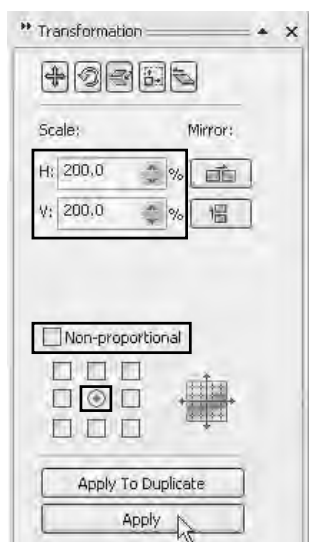 Transformation
Scale: Mirror:
H: 200.0 %
V: 200.0 %
Non-proportional
Apply To Duplicate
Apply